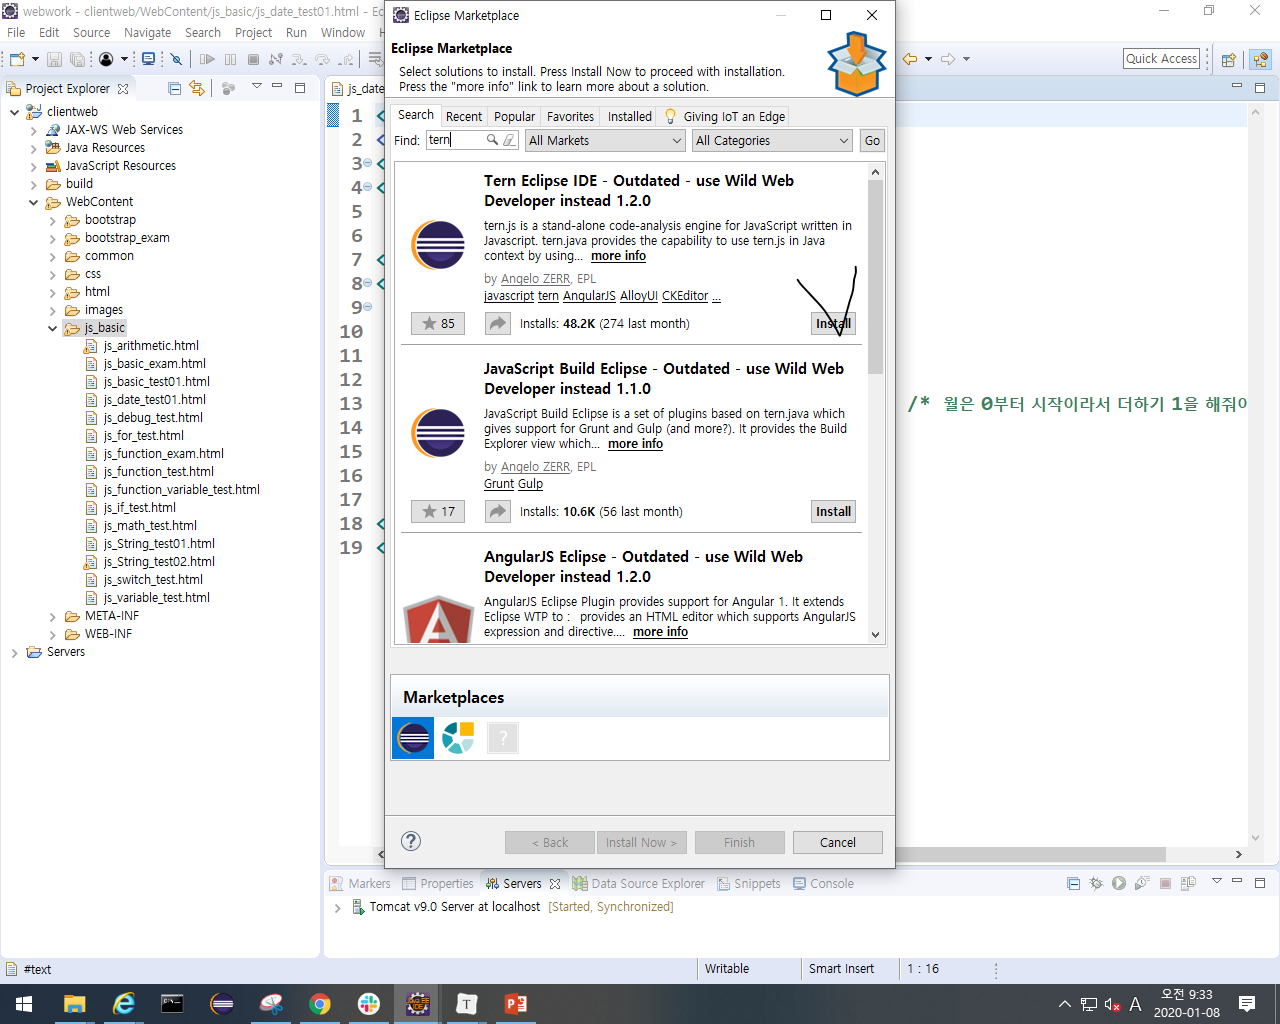 webwork - clientweb/WebContent/js_basic/js_date_test01.html - Ec
Eclipse Marketplace
File Edit Source Navigate Search Project Run Window
Eclipse Marketplace
Select solutions to install. Press Install Now to proceed with installation.
Press the "more info" link to learn more about a solution.
Quick Access
Project Explorer
js_date
clientweb
JAX-WS Web Services
Java Resources
JavaScript Resources
build
WebContent
bootstrap
bootstrap_exam
common
css
html
images
js_basic
js_arithmetic.html
js_basic_exam.html
js_basic_test01.html
js_date_test01.html
js_debug_test.html
js_for_test.html
js_function_exam.html
js_function_test.html
js_function_variable_test.html
js_if_test.html
js_math_test.html
js_String_test01.html
js_String_test02.html
js_switch_test.html
js_variable_test.html
META-INF
WEB-INF
Servers
1 <
2 <
3 <
4 <
5
6
7 <
8 <
9
10
11
12
13
14
15
16
17
18 <
19 <
/* 월은 0부터 시작이라서 더하기 1을 해줘야
Search Recent Popular Favorites Installed Giving IoT an Edge
Find: tern All Markets All Categories Go
Tern Eclipse IDE - Outdated - use Wild Web
Developer instead 1.2.0
tern.js is a stand-alone code-analysis engine for JavaScript written in
Javascript. tern.java provides the capability to use tern.js in Java
context by using... more info
by Angelo ZERR, EPL
javascript tern AngularJS AlloyUI CKEditor ...
85 Installs: 48.2K (274 last month) Install
JavaScript Build Eclipse - Outdated - use Wild Web
Developer instead 1.1.0
JavaScript Build Eclipse is a set of plugins based on tern.java which
gives support for Grunt and Gulp (and more?). It provides the Build
Explorer view which... more info
by Angelo ZERR, EPL
Grunt Gulp
17 Installs: 10.6K (56 last month) Install
AngularJS Eclipse - Outdated - use Wild Web
Developer instead 1.2.0
AngularJS Eclipse Plugin provides support for Angular 1. It extends
Eclipse WTP to : provides an HTML editor which supports AngularJS
expression and directive.... more info
Marketplaces
?
? < Back Install Now > Finish Cancel
Markers Properties Servers Data Source Explorer Snippets Console
Tomcat v9.0 Server at localhost [Started, Synchronized]
#text Writable Smart Insert 1 : 16
A 오전 9:33
2020-01-08